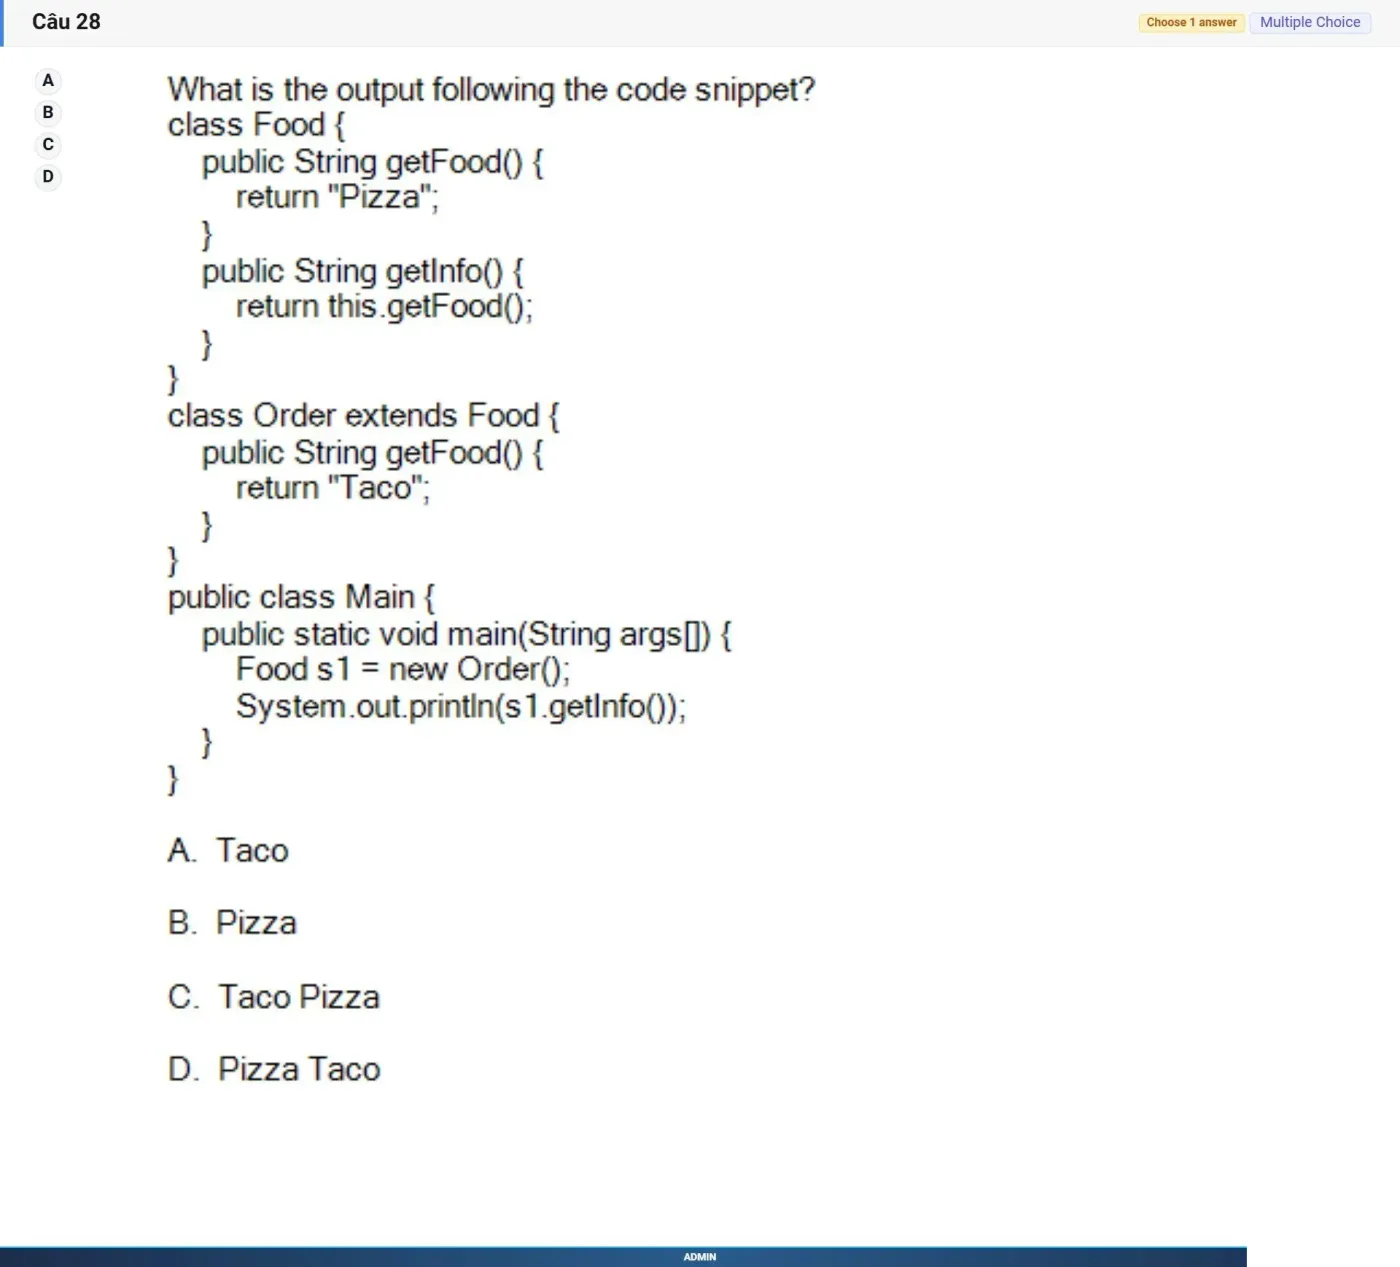 Câu 28
Choose 1 answer
Multiple Choice
A
B
C
D
What is the output following the code snippet?
class Food {
public String getFood() {
return "Pizza";
}
public String getInfo() {
return this.getFood();
}
}
class Order extends Food {
public String getFood() {
return "Taco";
}
}
public class Main {
public static void main(String args[]) {
Food s1 = new Order();
System.out.println(s1.getInfo());
}
}
A. Taco
B. Pizza
C. Taco Pizza
D. Pizza Taco
ADMIN